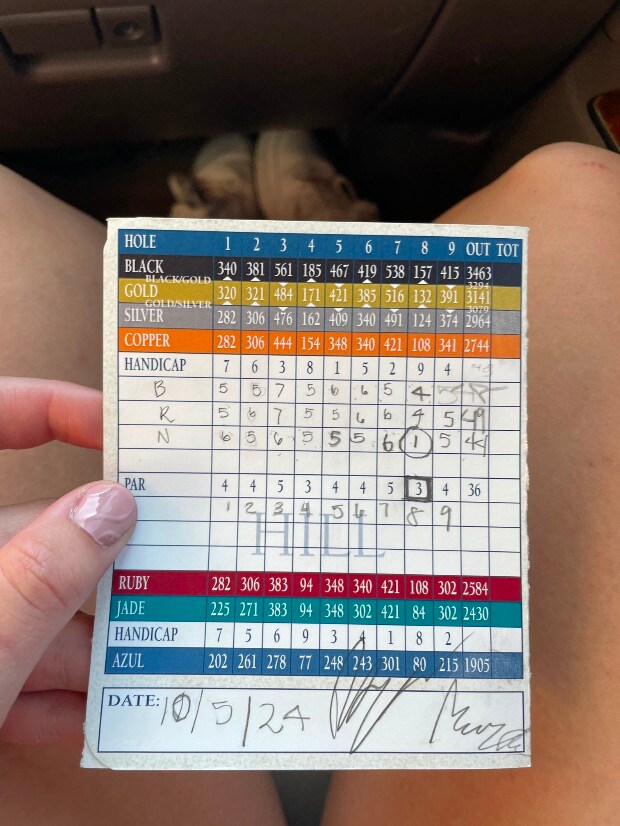 HOLE 1 2 3 4 5 6 7 8 9 OUT TOT
BLACK 340 381 561 185 467 419 538 157 415 3463
BLACK/GOLD 3294
GOLD 320 321 484 171 421 385 516 132 391 3141
GOLD/SILVER 3079
SILVER 282 306 476 162 409 340 491 124 374 2964
COPPER 282 306 444 154 348 340 421 108 341 2744
HANDICAP 7 6 3 8 1 5 2 9 4
B 5 5 7 5 6 6 5 4
R 5 6 7 5 5 6 6 4 5 49
N 6 5 6 5 5 5 6 1 5 44
PAR 4 4 5 3 4 4 5 3 4 36
1 2 3 4 5 6 7 8 9
HILL
RUBY 282 306 383 94 348 340 421 108 302 2584
JADE 225 271 383 94 348 302 421 84 302 2430
HANDICAP 7 5 6 9 3 4 1 8 2
AZUL 202 261 278 77 248 243 301 80 215 1905
DATE: 10/5/24